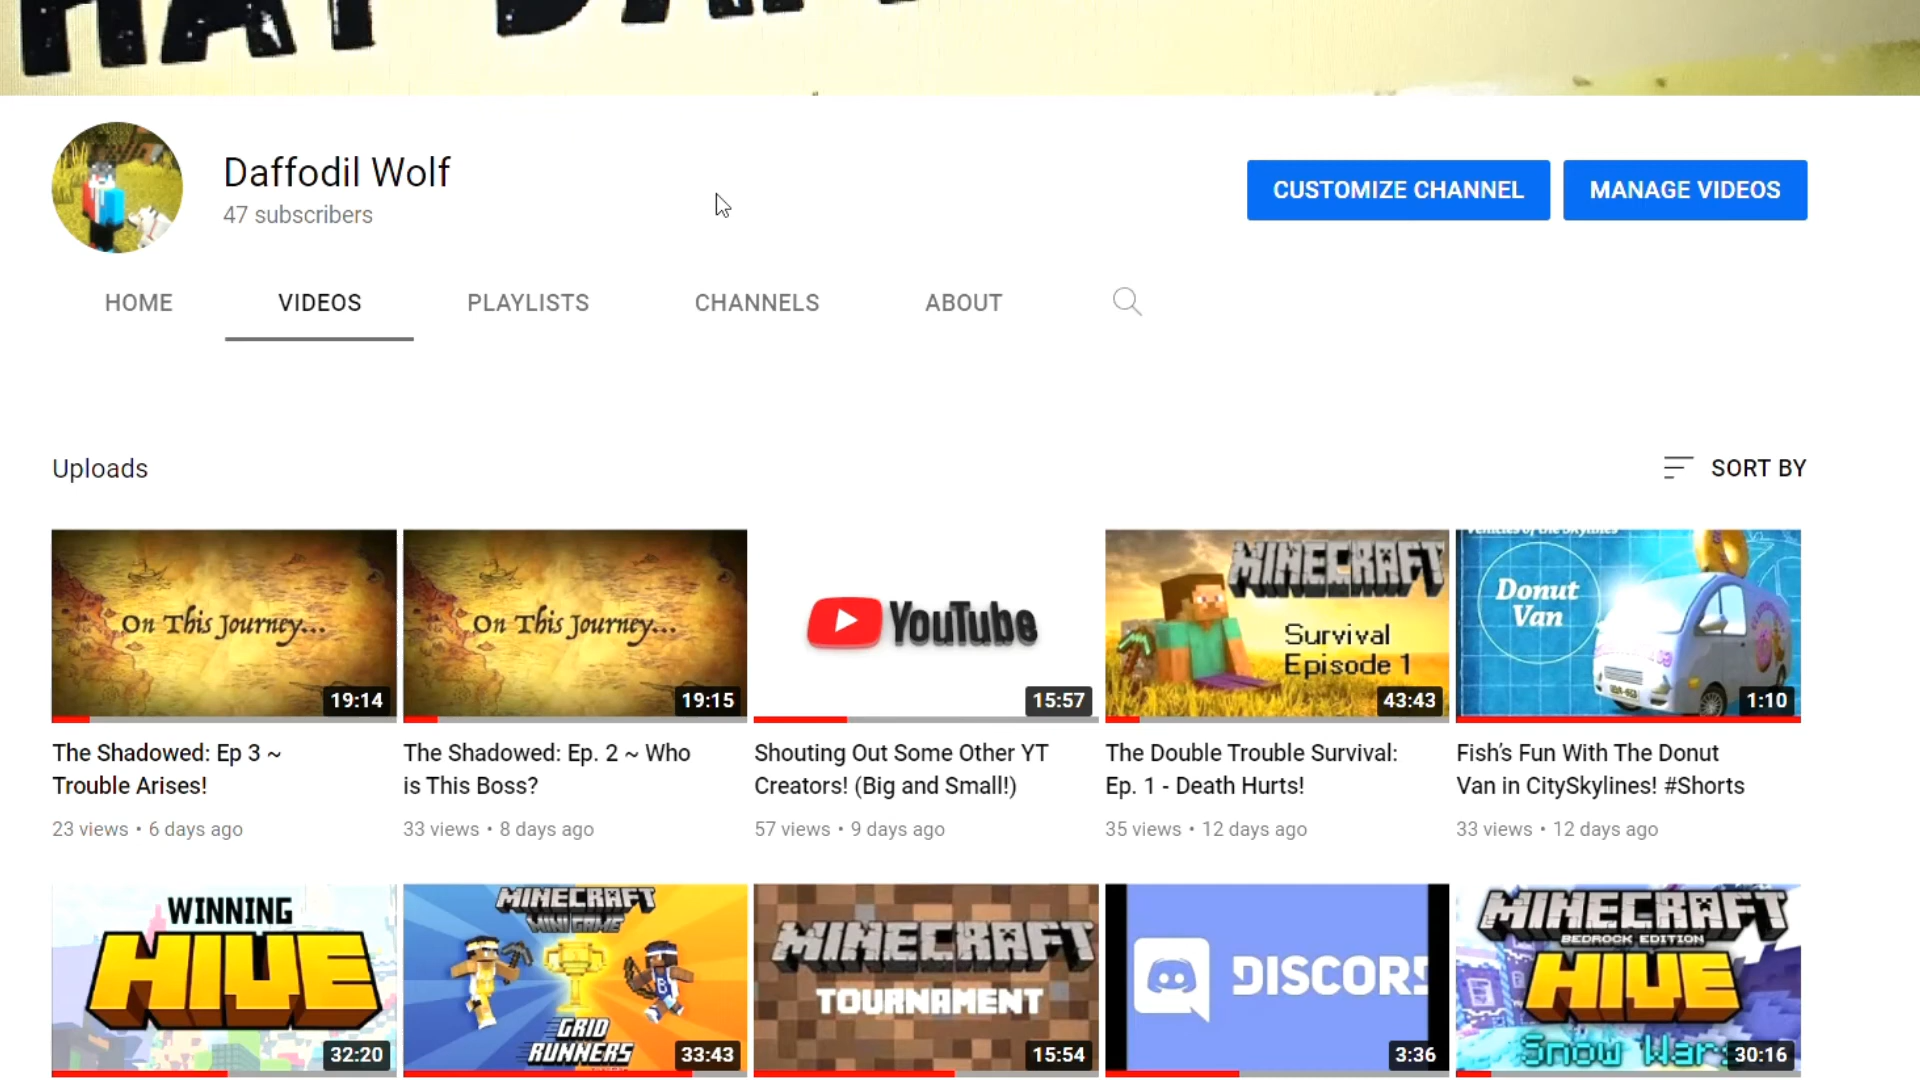 Daffodil Wolf
47 subscribers
CUSTOMIZE CHANNEL
MANAGE VIDEOS
HOME
VIDEOS
PLAYLISTS
CHANNELS
ABOUT
Uploads
SORT BY
On This Journey...
19:14
On This Journey...
19:15
YouTube
15:57
MINECRAFT
Survival
Episode 1
43:43
Donut
Van
1:10
The Shadowed: Ep 3 ~
Trouble Arises!
23 views • 6 days ago
The Shadowed: Ep. 2 ~ Who
is This Boss?
33 views • 8 days ago
Shouting Out Some Other YT
Creators! (Big and Small!)
57 views • 9 days ago
The Double Trouble Survival:
Ep. 1 - Death Hurts!
35 views • 12 days ago
Fish's Fun With The Donut
Van in CitySkylines! #Shorts
33 views • 12 days ago
WINNING
HIVE
32:20
MINECRAFT
MINI GAME
GRID
RUNNERS
33:43
MINECRAFT
TOURNAMENT
15:54
DISCORD
3:36
MINECRAFT
BEDROCK EDITION
HIVE
Snow Wars
30:16